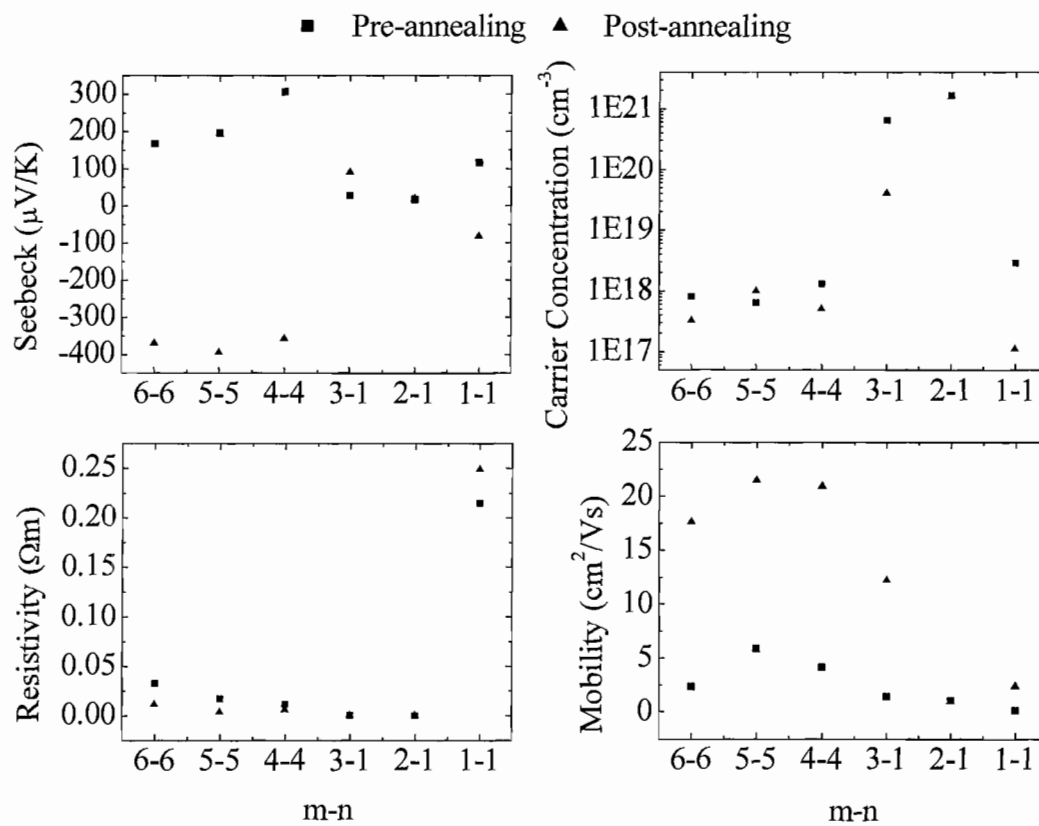 Pre-annealing Post-annealing
Seebeck (μV/K)
300
200
100
0
-100
-200
-300
-400
6-6 5-5 4-4 3-1 2-1 1-1
Carrier Concentration (cm⁻³)
1E21
1E20
1E19
1E18
1E17
6-6 5-5 4-4 3-1 2-1 1-1
Resistivity (Ωm)
0.25
0.20
0.15
0.10
0.05
0.00
6-6 5-5 4-4 3-1 2-1 1-1
m-n
Mobility (cm²/Vs)
25
20
15
10
5
0
6-6 5-5 4-4 3-1 2-1 1-1
m-n